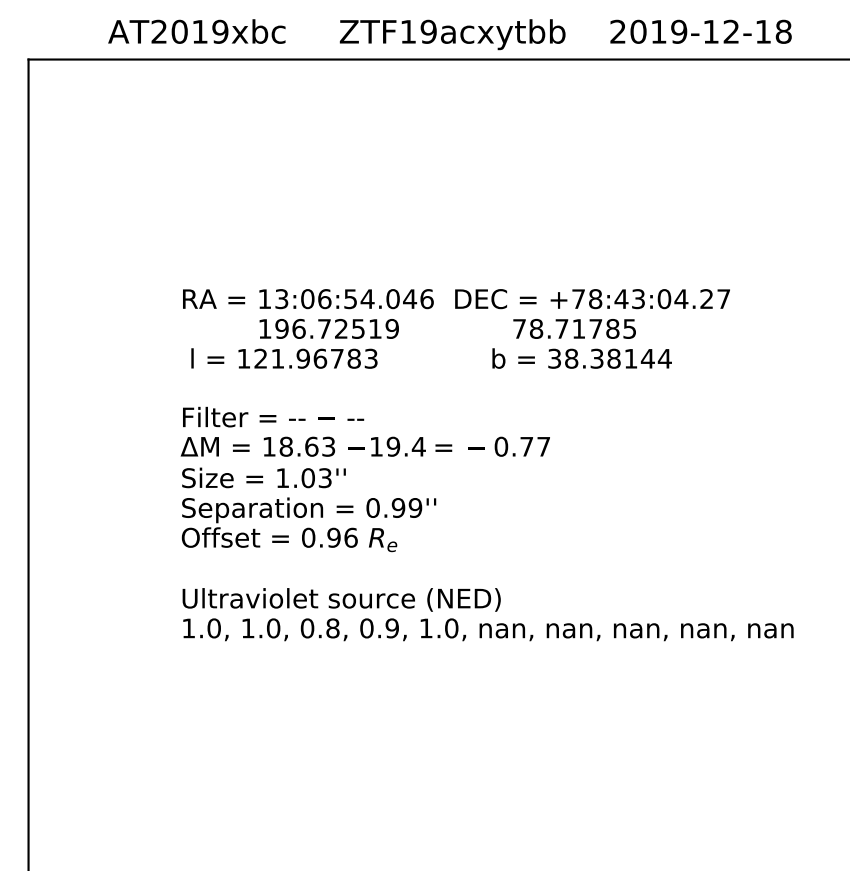 AT2019xbc ZTF19acxytbb 2019-12-18
RA = 13:06:54.046 DEC = +78:43:04.27
196.72519 78.71785
l = 121.96783 b = 38.38144
Filter = -- − --
ΔM = 18.63 −19.4 = − 0.77
Size = 1.03''
Separation = 0.99''
Offset = 0.96 Rₑ
Ultraviolet source (NED)
1.0, 1.0, 0.8, 0.9, 1.0, nan, nan, nan, nan, nan